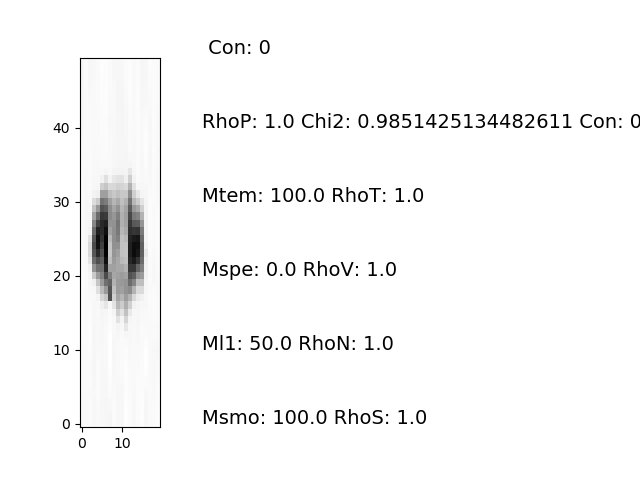 Con: 0
RhoP: 1.0 Chi2: 0.9851425134482611 Con: 0
Mtem: 100.0 RhoT: 1.0
Mspe: 0.0 RhoV: 1.0
Ml1: 50.0 RhoN: 1.0
Msmo: 100.0 RhoS: 1.0
40
30
20
10
0
0 10